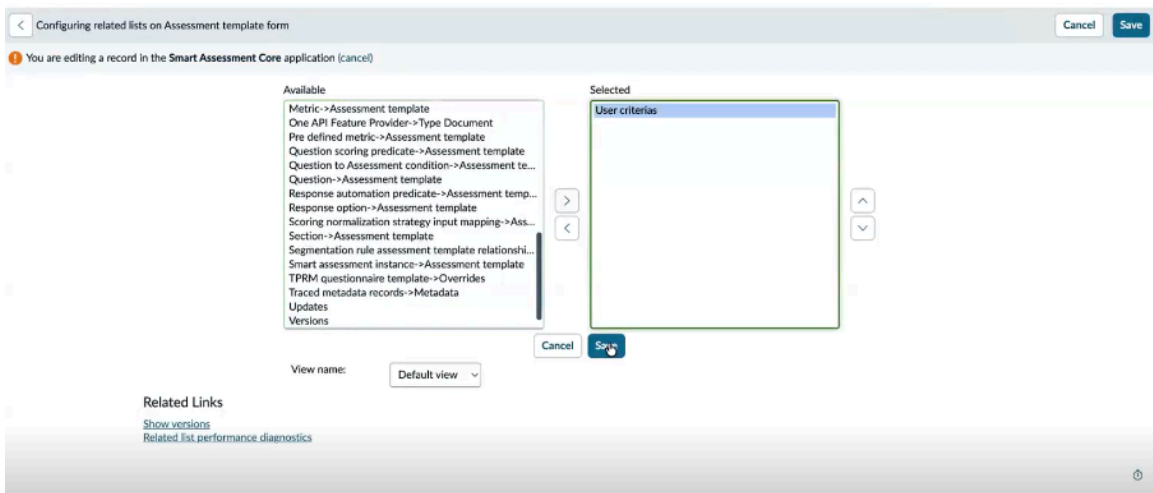 Configuring related lists on Assessment template form
Cancel
Save
You are editing a record in the Smart Assessment Core application (cancel)
Available
Selected
Metric->Assessment template
One API Feature Provider->Type Document
Pre defined metric->Assessment template
Question scoring predicate->Assessment template
Question to Assessment condition->Assessment te...
Question->Assessment template
Response automation predicate->Assessment temp...
Response option->Assessment template
Scoring normalization strategy input mapping->Ass...
Section->Assessment template
Segmentation rule assessment template relationshi...
Smart assessment instance->Assessment template
TPRM questionnaire template->Overrides
Traced metadata records->Metadata
Updates
Versions
User criterias
Cancel
Save
View name:
Default view
Related Links
Show versions
Related list performance diagnostics